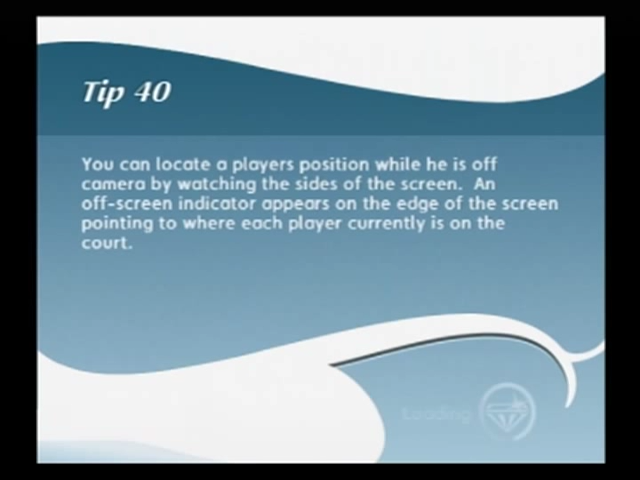 Tip 40
You can locate a players position while he is off
camera by watching the sides of the screen. An
off-screen indicator appears on the edge of the screen
pointing to where each player currently is on the
court.
Loading